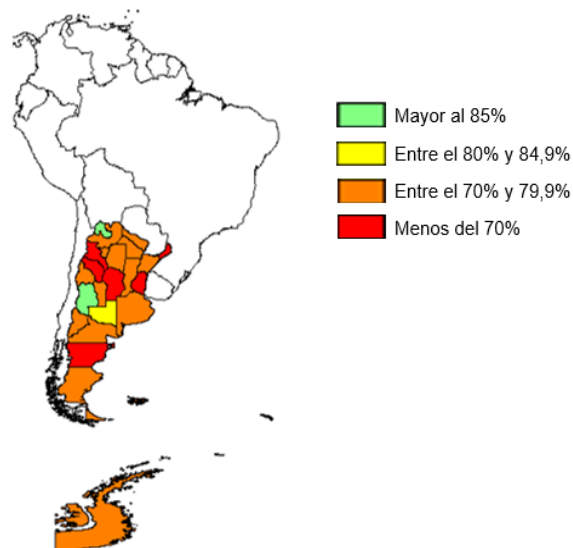 Mayor al 85%
Entre el 80% y 84,9%
Entre el 70% y 79,9%
Menos del 70%